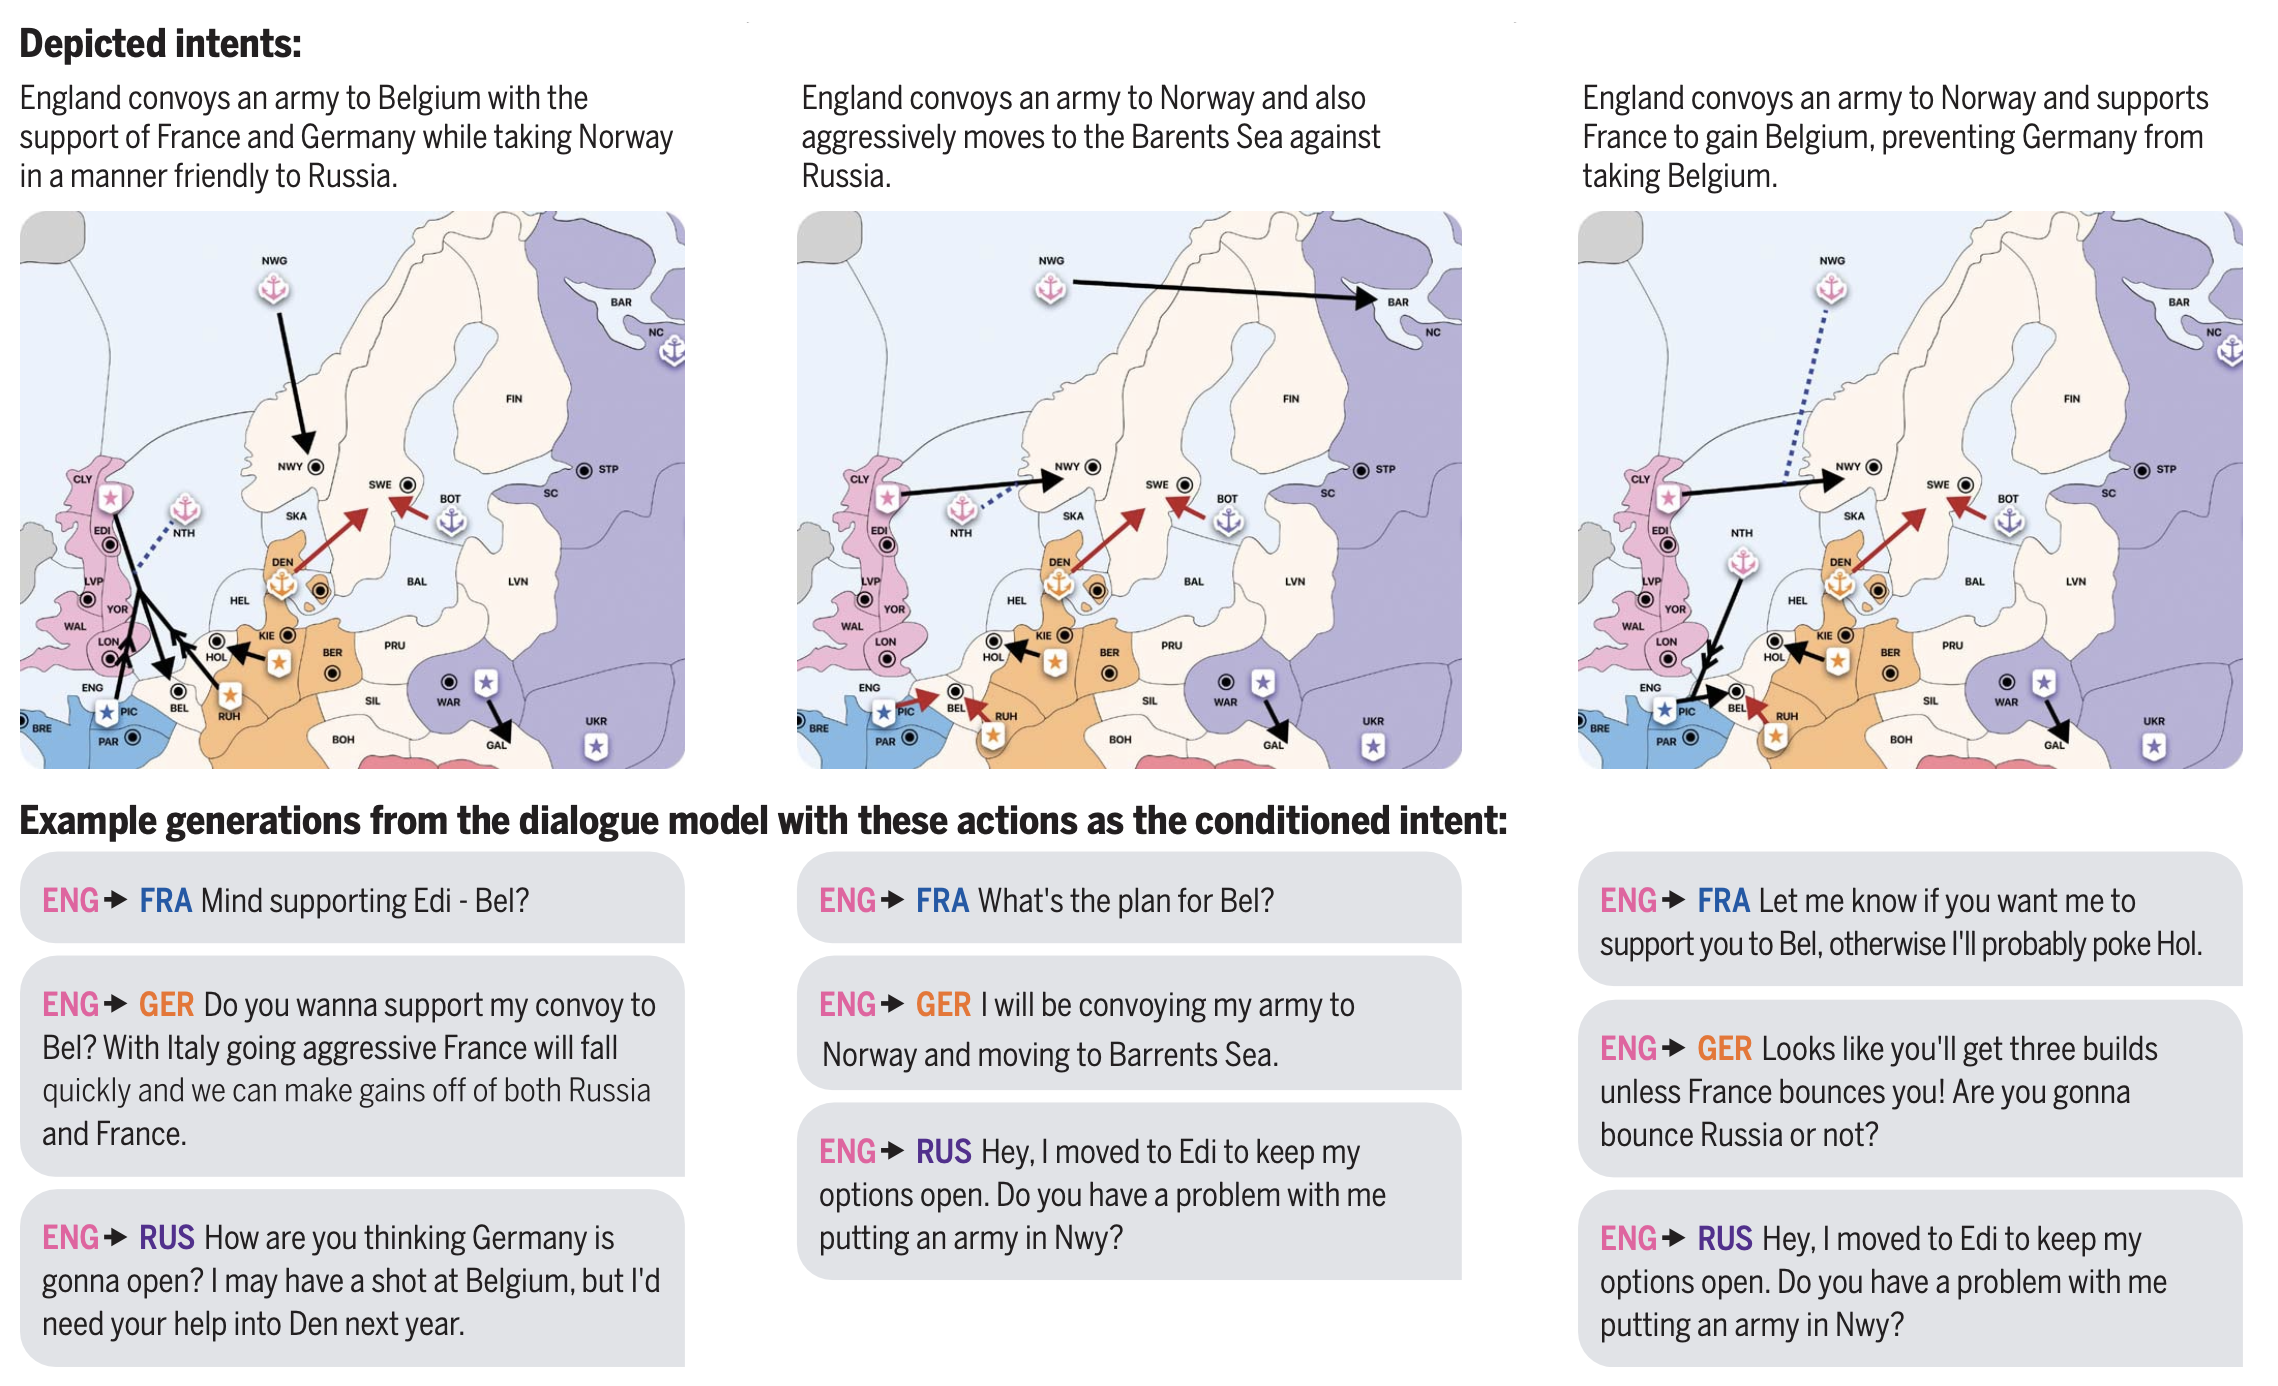 Depicted intents:
England convoys an army to Belgium with the
support of France and Germany while taking Norway
in a manner friendly to Russia.
England convoys an army to Norway and also
aggressively moves to the Barents Sea against
Russia.
England convoys an army to Norway and supports
France to gain Belgium, preventing Germany from
taking Belgium.
NWG
BAR
NC
FIN
NWY
STP
CLY
SWE
BOT
SC
SKA
EDI
NTH
DEN
LVP
BAL
LVN
HEL
YOR
WAL
KIE
LON
HOL
BER
PRU
ENG
BEL
SIL
WAR
PIC
RUH
BRE
PAR
BOH
GAL
UKR
NWG
BAR
NC
FIN
NWY
STP
CLY
SWE
BOT
SC
SKA
EDI
NTH
DEN
LVP
BAL
LVN
HEL
YOR
WAL
KIE
LON
HOL
BER
PRU
ENG
BEL
SIL
WAR
PIC
RUH
BRE
PAR
BOH
GAL
UKR
NWG
BAR
NC
FIN
NWY
STP
CLY
SWE
BOT
SC
SKA
EDI
NTH
DEN
LVP
BAL
LVN
HEL
YOR
WAL
KIE
LON
HOL
BER
PRU
ENG
BEL
SIL
WAR
PIC
RUH
BRE
PAR
BOH
GAL
UKR
Example generations from the dialogue model with these actions as the conditioned intent:
ENG→ FRA Mind supporting Edi - Bel?
ENG→ GER Do you wanna support my convoy to
Bel? With Italy going aggressive France will fall
quickly and we can make gains off of both Russia
and France.
ENG→ RUS How are you thinking Germany is
gonna open? I may have a shot at Belgium, but I'd
need your help into Den next year.
ENG→ FRA What's the plan for Bel?
ENG→ GER I will be convoying my army to
Norway and moving to Barrents Sea.
ENG→ RUS Hey, I moved to Edi to keep my
options open. Do you have a problem with me
putting an army in Nwy?
ENG→ FRA Let me know if you want me to
support you to Bel, otherwise I'll probably poke Hol.
ENG→ GER Looks like you'll get three builds
unless France bounces you! Are you gonna
bounce Russia or not?
ENG→ RUS Hey, I moved to Edi to keep my
options open. Do you have a problem with me
putting an army in Nwy?